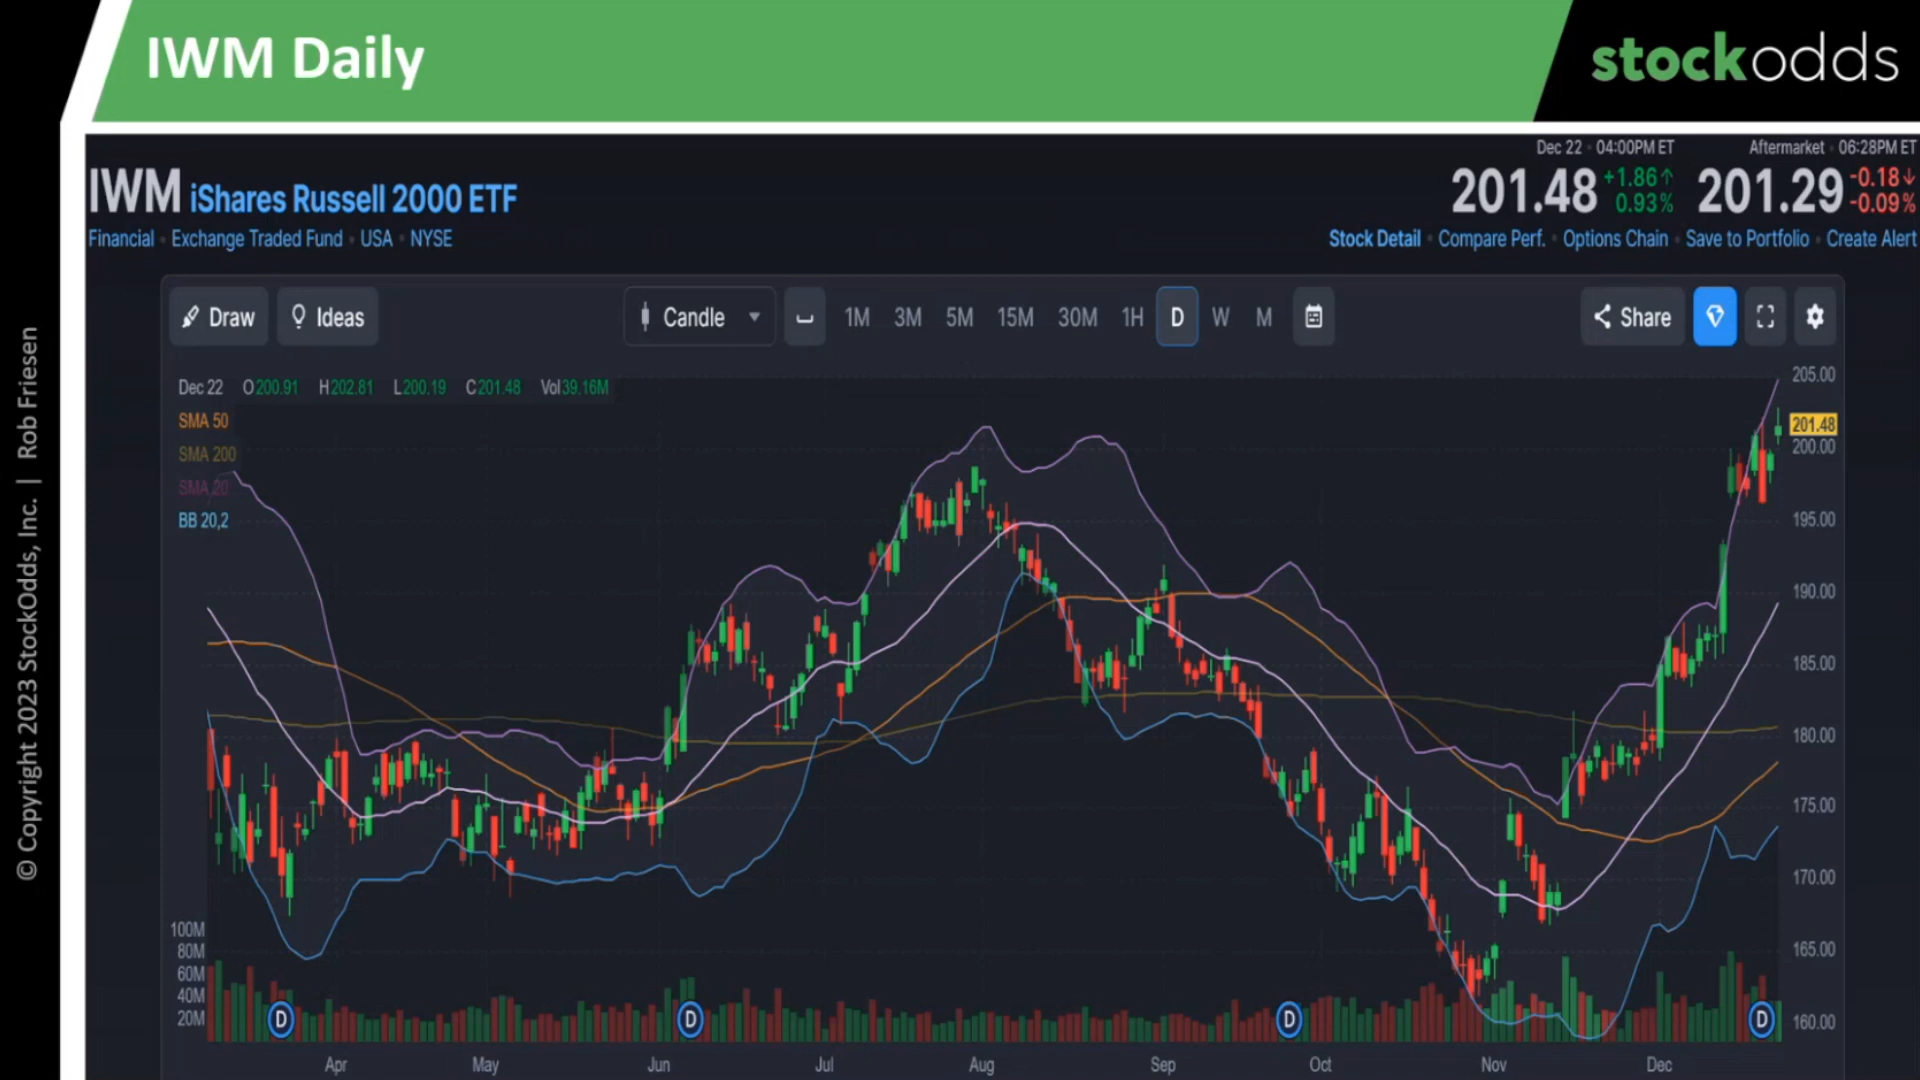 IWM Daily
stockodds
© Copyright 2023 StockOdds, Inc. | Rob Friesen
Dec 22 · 04:00PM ET
Aftermarket · 06:28PM ET
IWM iShares Russell 2000 ETF
201.48 +1.86↑ 0.93%
201.29 -0.18↓ -0.09%
Financial • Exchange Traded Fund • USA • NYSE
Stock Detail • Compare Perf. • Options Chain • Save to Portfolio • Create Alert
Draw Ideas Candle 1M 3M 5M 15M 30M 1H D W M Share
Dec 22 O200.91 H202.81 L200.19 C201.48 Vol39.16M
SMA 50
SMA 200
SMA 20
BB 20,2
205.00
201.48
200.00
195.00
190.00
185.00
180.00
175.00
170.00
165.00
160.00
100M
80M
60M
40M
20M
D D D D
Apr May Jun Jul Aug Sep Oct Nov Dec